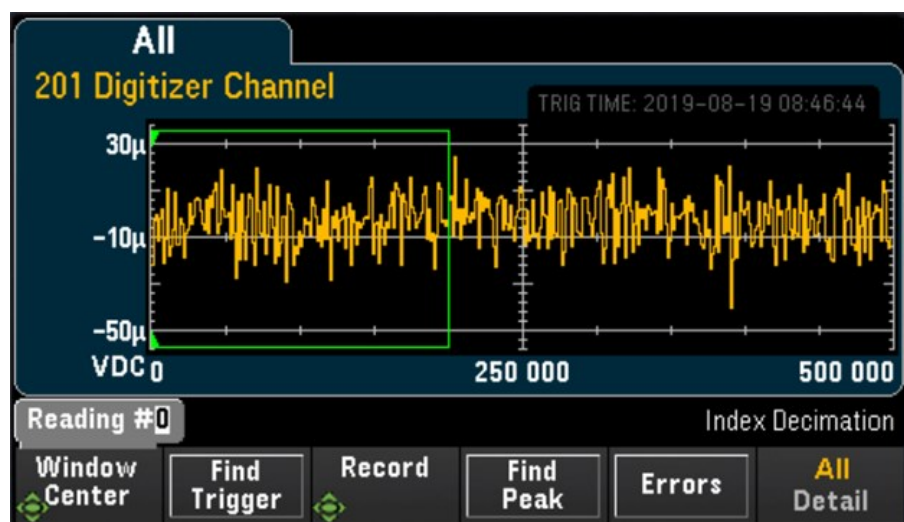 All
201 Digitizer Channel
TRIG TIME: 2019-08-19 08:46:44
30µ
-10µ
-50µ
VDC
0 250 000 500 000
Reading #0
Index Decimation
Window Center
Find Trigger
Record
Find Peak
Errors
All
Detail